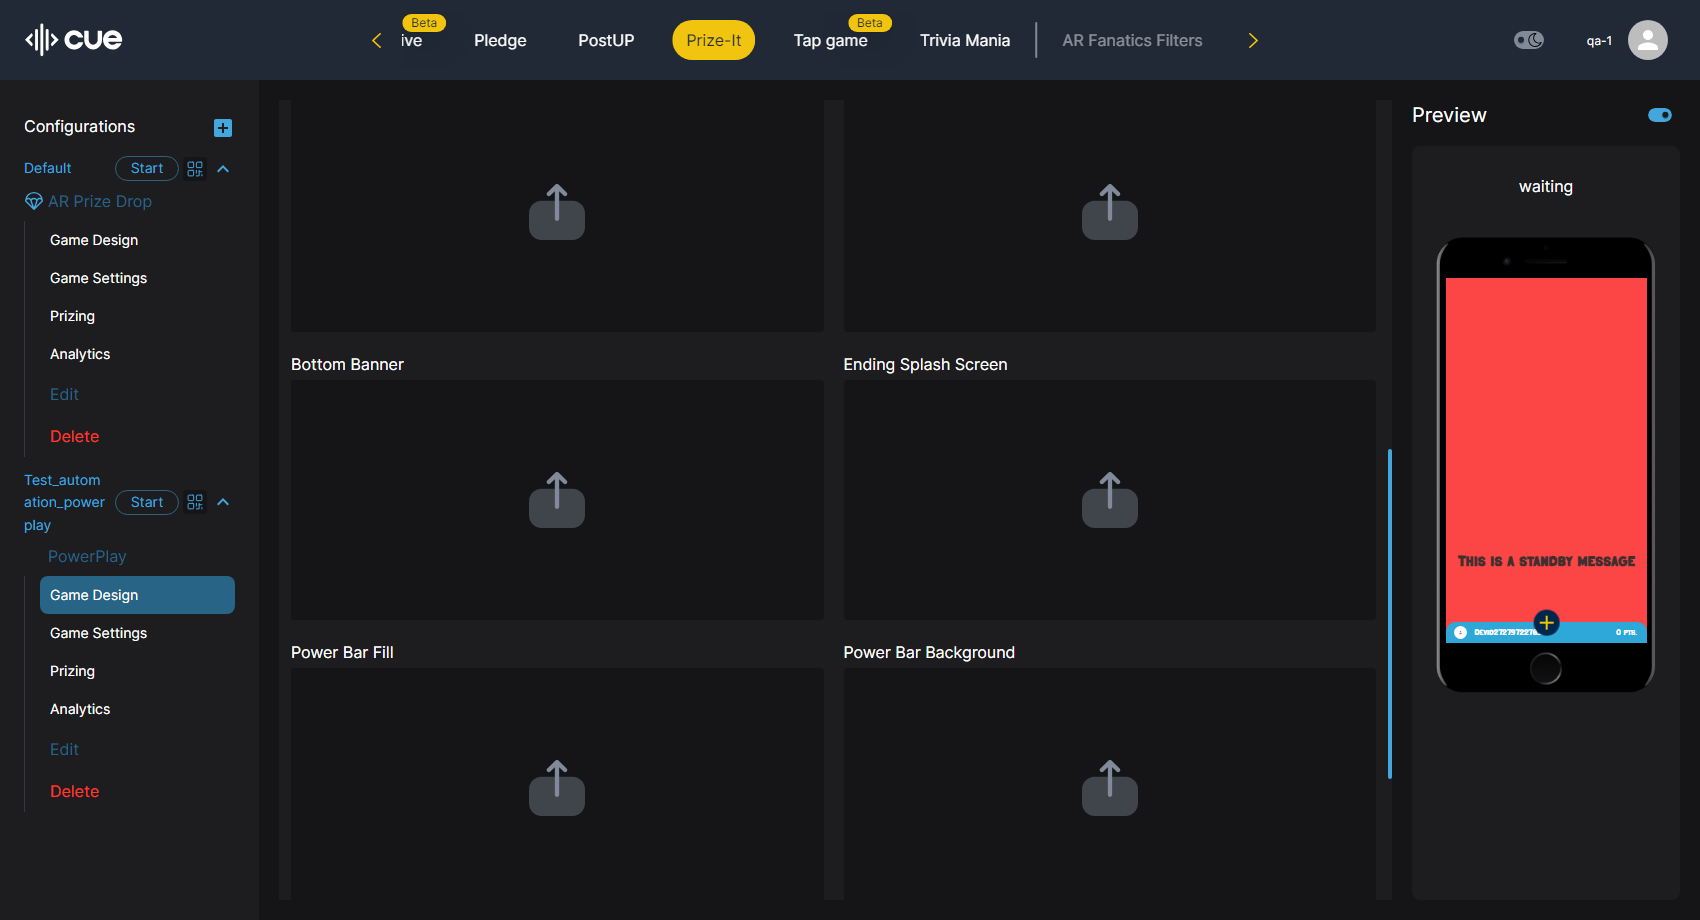 cue
Beta
ive
Pledge
PostUP
Prize-It
Beta
Tap game
Trivia Mania
AR Fanatics Filters
qa-1
Configurations
Default
Start
AR Prize Drop
Game Design
Game Settings
Prizing
Analytics
Edit
Delete
Test_autom
ation_power
play
Start
PowerPlay
Game Design
Game Settings
Prizing
Analytics
Edit
Delete
Bottom Banner
Ending Splash Screen
Power Bar Fill
Power Bar Background
Preview
waiting
This is a standby message
0 pts.